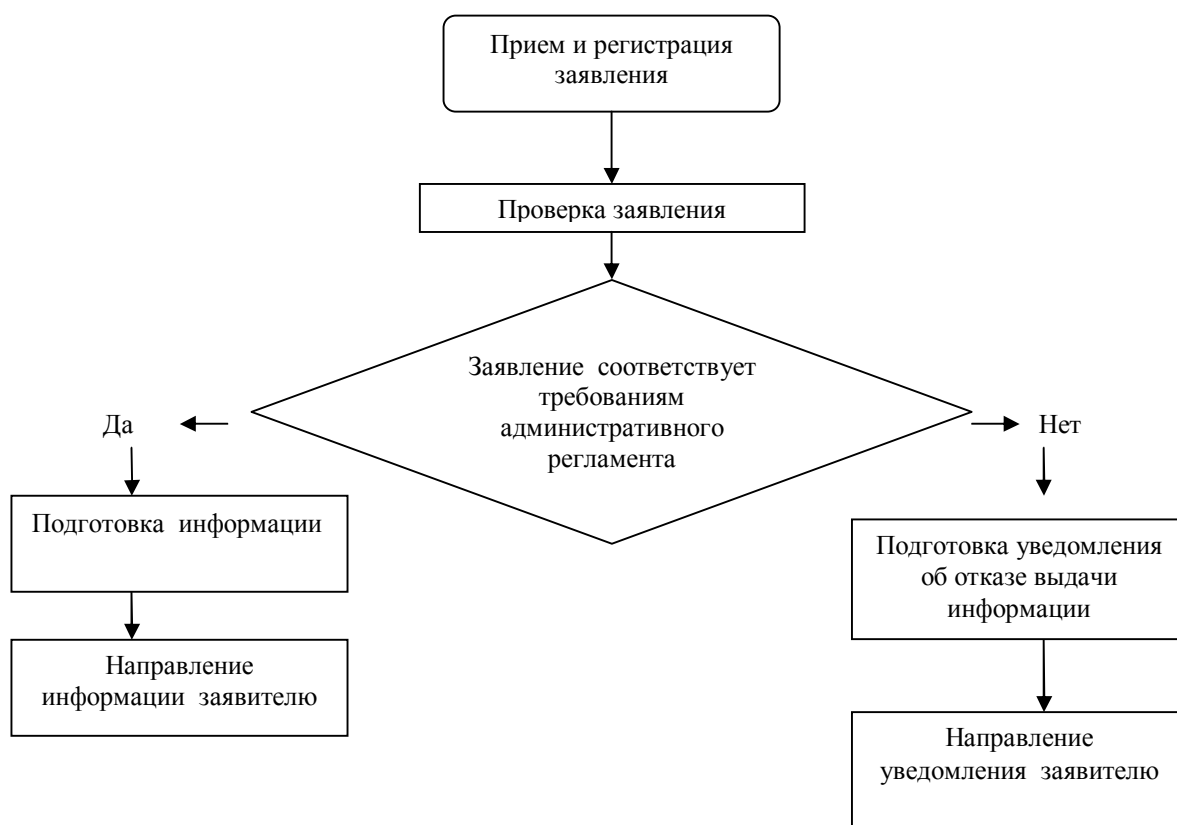 Прием и регистрация
заявления
Проверка заявления
Заявление соответствует
требованиям
административного
регламента
Да
Нет
Подготовка информации
Подготовка уведомления
об отказе выдачи
информации
Направление
информации заявителю
Направление
уведомления заявителю